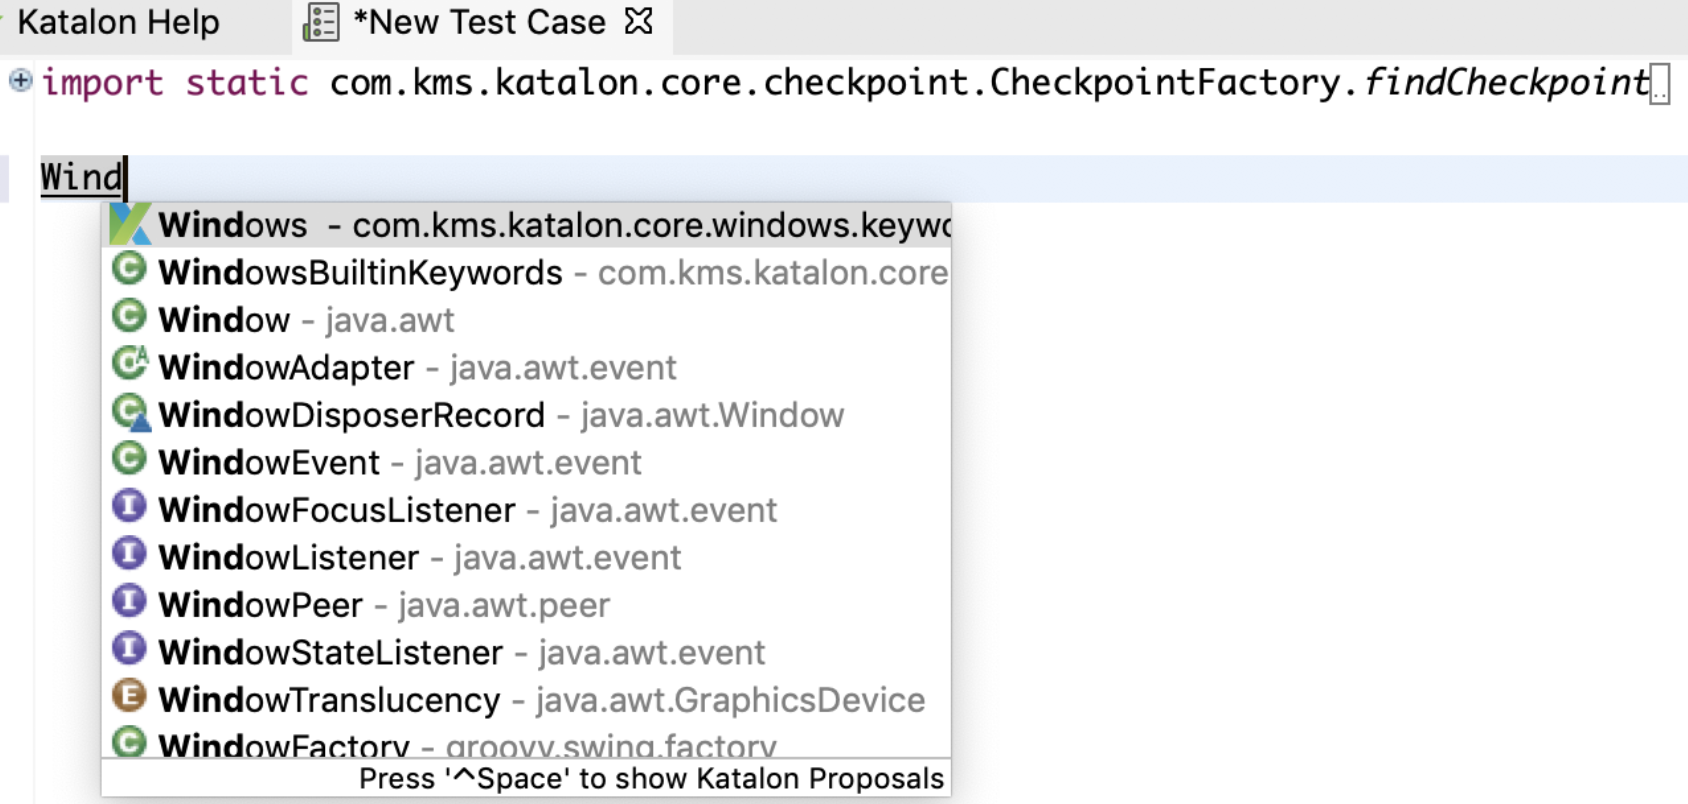 Katalon Help
*New Test Case
import static com.kms.katalon.core.checkpoint.CheckpointFactory.findCheckpoint
Wind
Windows - com.kms.katalon.core.windows.keywo
WindowsBuiltinKeywords - com.kms.katalon.core
Window - java.awt
WindowAdapter - java.awt.event
WindowDisposerRecord - java.awt.Window
WindowEvent - java.awt.event
WindowFocusListener - java.awt.event
WindowListener - java.awt.event
WindowPeer - java.awt.peer
WindowStateListener - java.awt.event
WindowTranslucency - java.awt.GraphicsDevice
WindowFactory - groovy.swing.factory
Press '^Space' to show Katalon Proposals